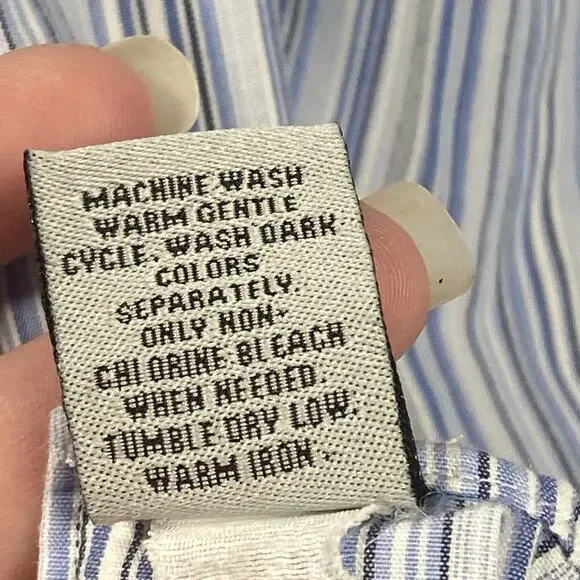 MACHINE WASH
WARM GENTLE
CYCLE. WASH DARK
COLORS
SEPARATELY.
ONLY NON-
CHLORINE BLEACH
WHEN NEEDED.
TUMBLE DRY LOW.
WARM IRON.